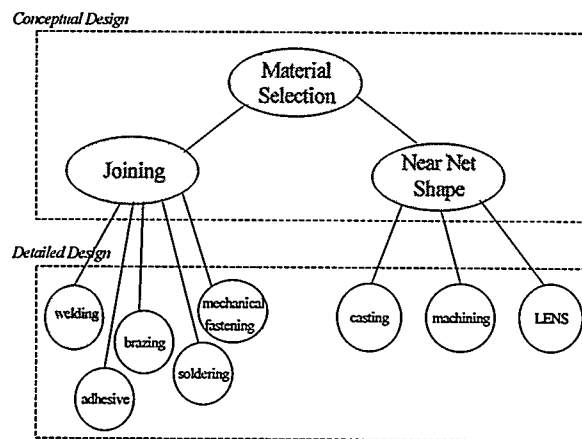 Conceptual Design
Material
Selection
Joining
Near Net
Shape
Detailed Design
welding
adhesive
brazing
soldering
mechanical
fastening
casting
machining
LENS